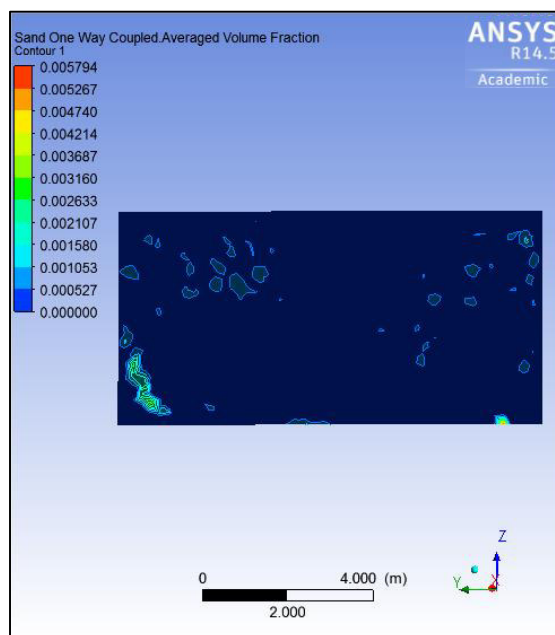 Sand One Way Coupled.Averaged Volume Fraction
Contour 1
ANSYS
R14.5
Academic
0.005794
0.005267
0.004740
0.004214
0.003687
0.003160
0.002633
0.002107
0.001580
0.001053
0.000527
0.000000
0 4.000 (m)
2.000
Z
Y X